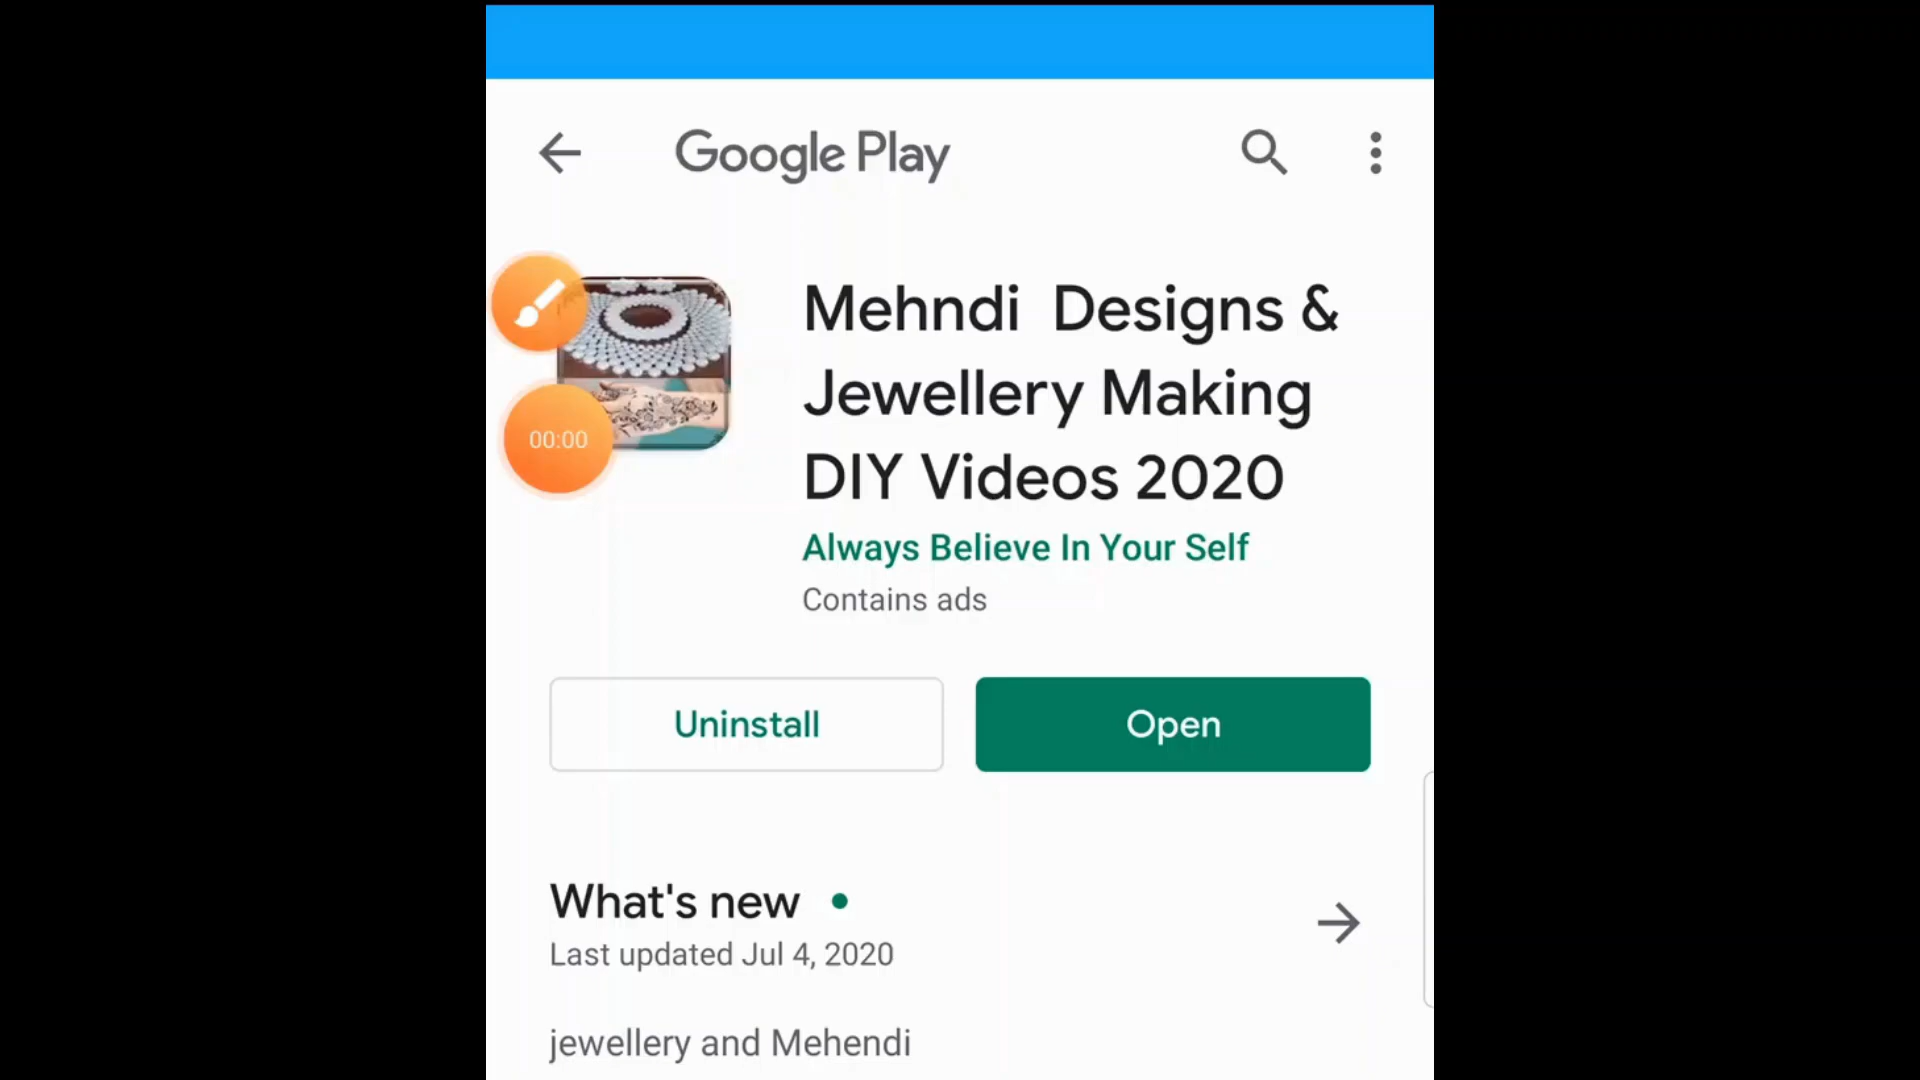 Google Play
Mehndi Designs &
Jewellery Making
DIY Videos 2020
Always Believe In Your Self
Contains ads
00:00
Uninstall
Open
What's new
Last updated Jul 4, 2020
jewellery and Mehendi